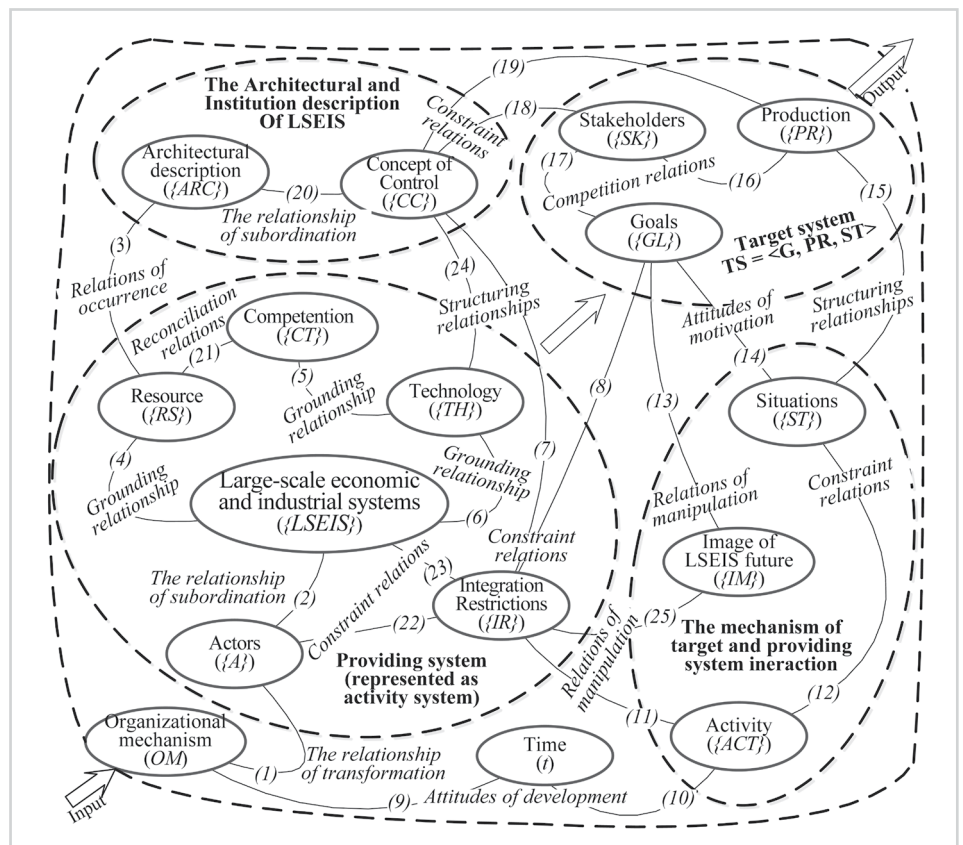 (19)
Output
The Architectural and
Institution description
Of LSEIS
Constraint
relations
(18)
Stakeholders
({SK})
Production
({PR})
Architectural
description
({ARC})
(20)
Concept of
Control
({CC})
(17)
Competition relations
(16)
(15)
The relationship
of subordination
Goals
({GL})
Target system
TS = <G, PR, ST>
(3)
Relations of
occurrence
(24)
Structuring
relationships
Reconciliation
relations
(21)
Competention
({CT})
Attitudes of
motivation
Structuring
relationships
(14)
(5)
Grounding
relationship
Resource
({RS})
Technology
({TH})
(8)
(13)
Situations
({ST})
(4)
Grounding
relationship
(7)
Grounding
relationship
Large-scale economic
and industrial systems
({LSEIS})
(6)
Constraint
relations
Relations of
manipulation
Constraint
relations
Image of
LSEIS future
({IM})
The relationship
of subordination
(2)
Constraint relations
(23)
Integration
Restrictions
({IR})
(22)
(25)
Actors
({A})
Providing system
(represented as
activity system)
Relations of
manipulation
The mechanism of
target and providing
system ineraction
(12)
(11)
Organizational
mechanism
(OM)
(1)
The relationship
of transformation
Time
(t)
Activity
({ACT})
Input
(9)
Attitudes of development
(10)